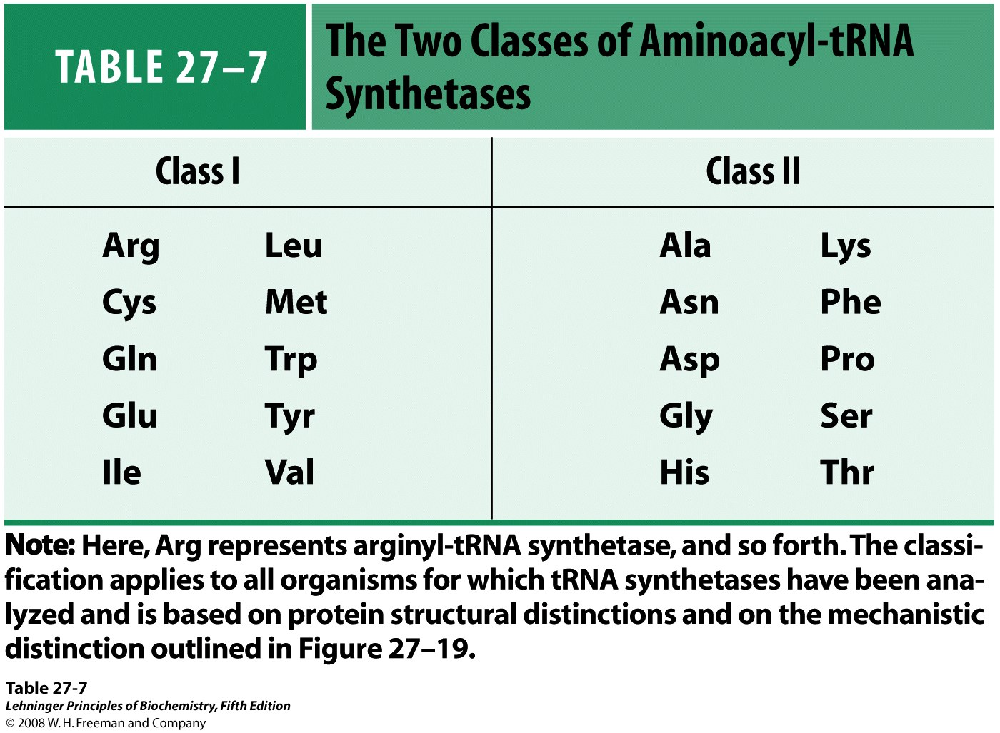 TABLE 27–7
The Two Classes of Aminoacyl-tRNA
Synthetases
Class I Class II
Arg Leu Ala Lys
Cys Met Asn Phe
Gln Trp Asp Pro
Glu Tyr Gly Ser
Ile Val His Thr
Note: Here, Arg represents arginyl-tRNA synthetase, and so forth. The classi-
fication applies to all organisms for which tRNA synthetases have been ana-
lyzed and is based on protein structural distinctions and on the mechanistic
distinction outlined in Figure 27–19.
Table 27-7
Lehninger Principles of Biochemistry, Fifth Edition
© 2008 W. H. Freeman and Company